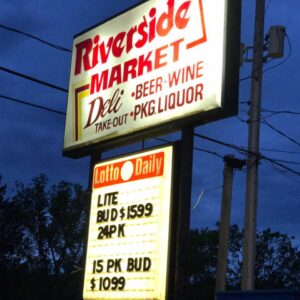 Riverside
MARKET
Deli •BEER-WINE
TAKE-OUT •PKG.LIQUOR
Lotto Daily
LITE
BUD $1599
24PK
15 PK BUD
$1099